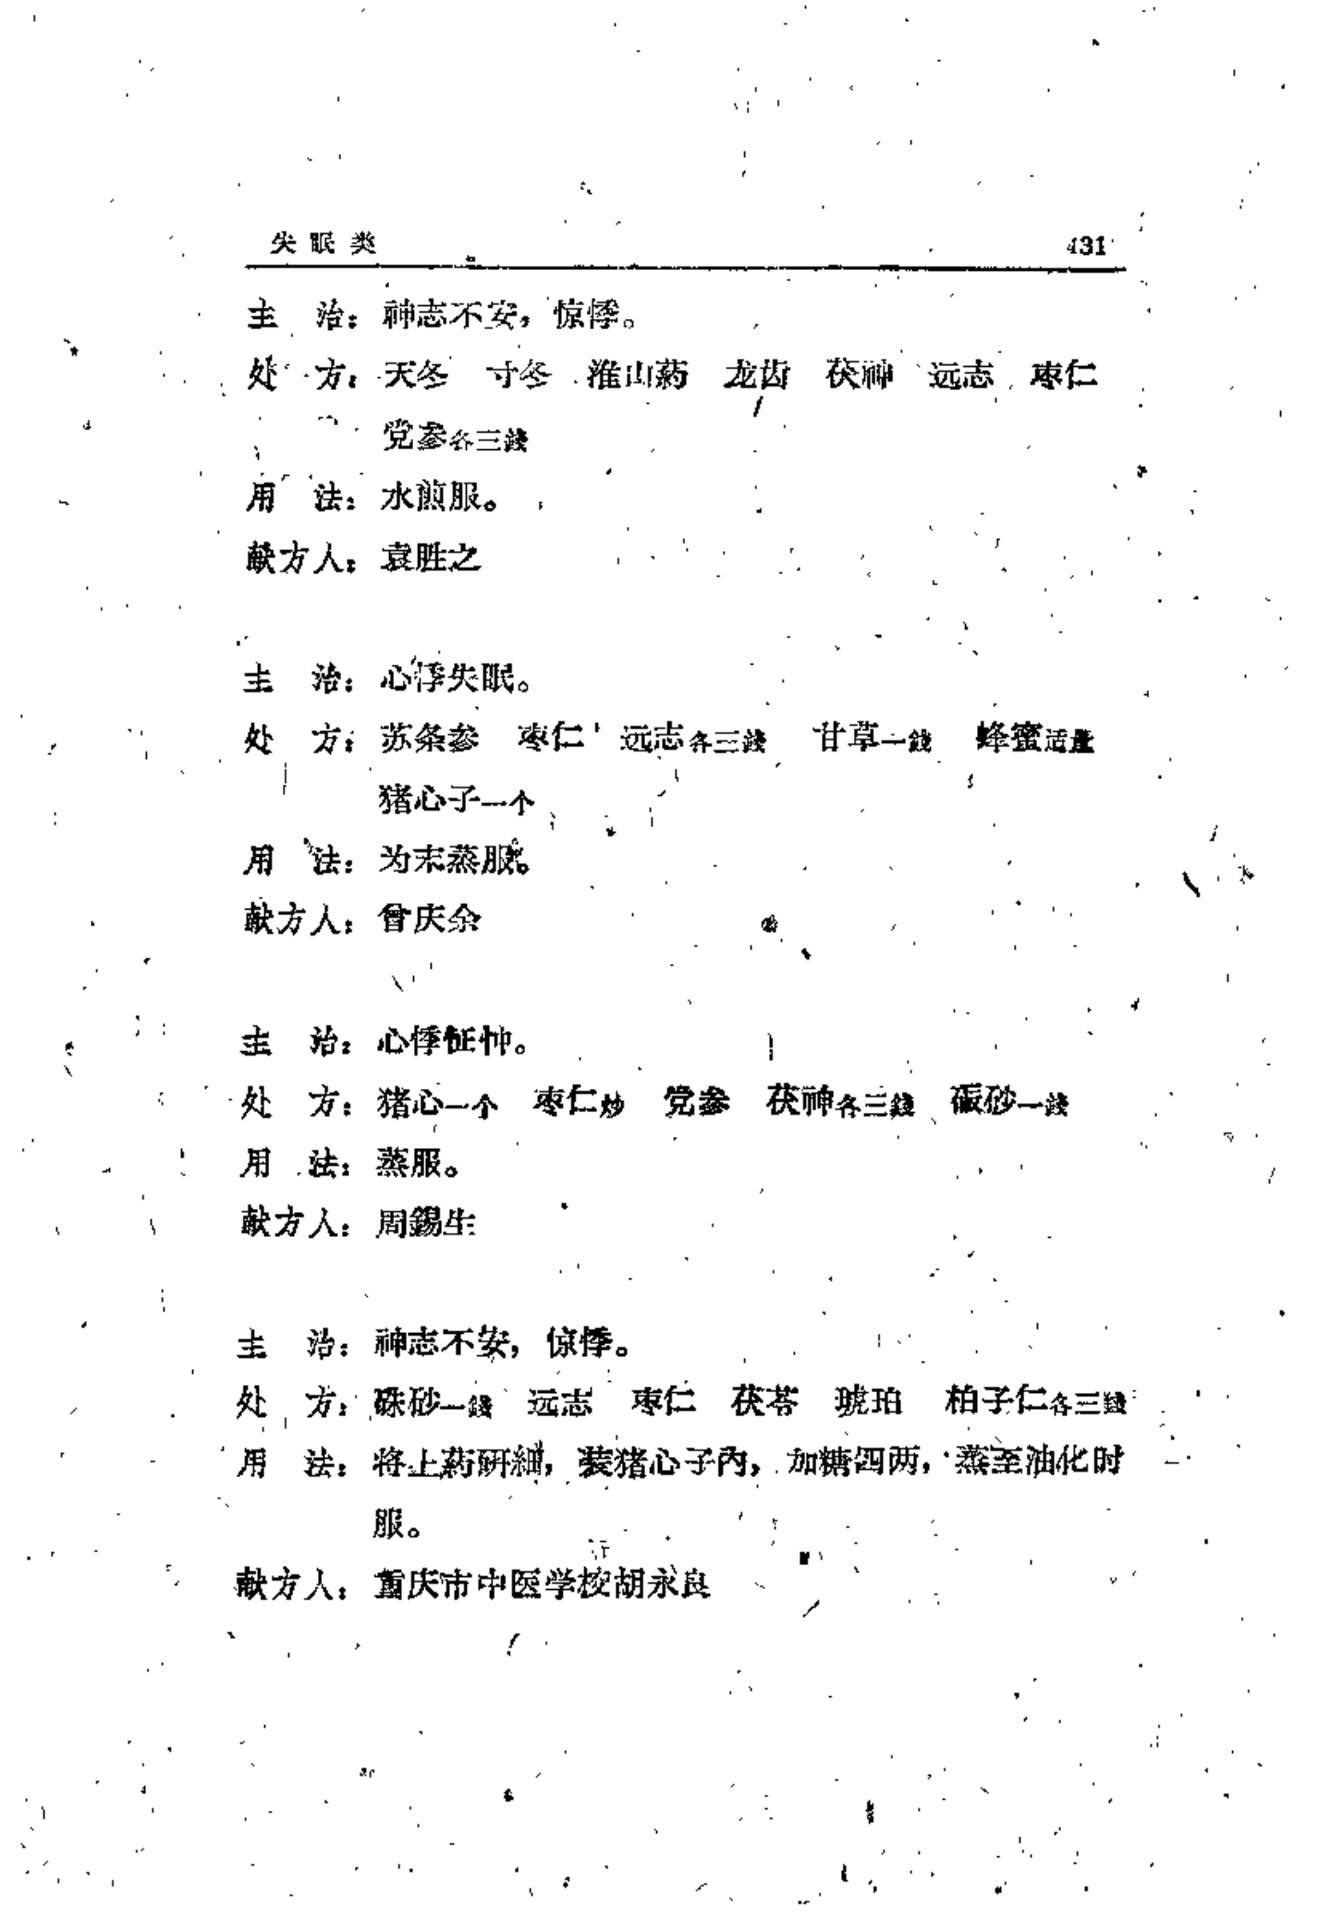 失眠类 431
主 治：神志不安，惊悸。
处 方：天冬 寸冬 淮山药 龙齿 茯神 远志 枣仁
党参各三錢
用 法：水煎服。
献方人：袁胜之
主 治：心悸失眠。
处 方：苏条参 枣仁 远志各三錢 甘草一錢 蜂蜜适量
猪心子一个
用 法：为末蒸服。
献方人：曾庆余
主 治：心悸怔忡。
处 方：猪心一个 枣仁炒 党参 茯神各三錢 砂一錢
用 法：蒸服。
献方人：周錫生
主 治：神志不安，惊悸。
处 方：硃砂一錢 远志 枣仁 茯苓 琥珀 柏子仁各三錢
用 法：将上药研細，装猪心子內，加糖四两，蒸至油化时
服。
献方人：重庆市中医学校胡永良